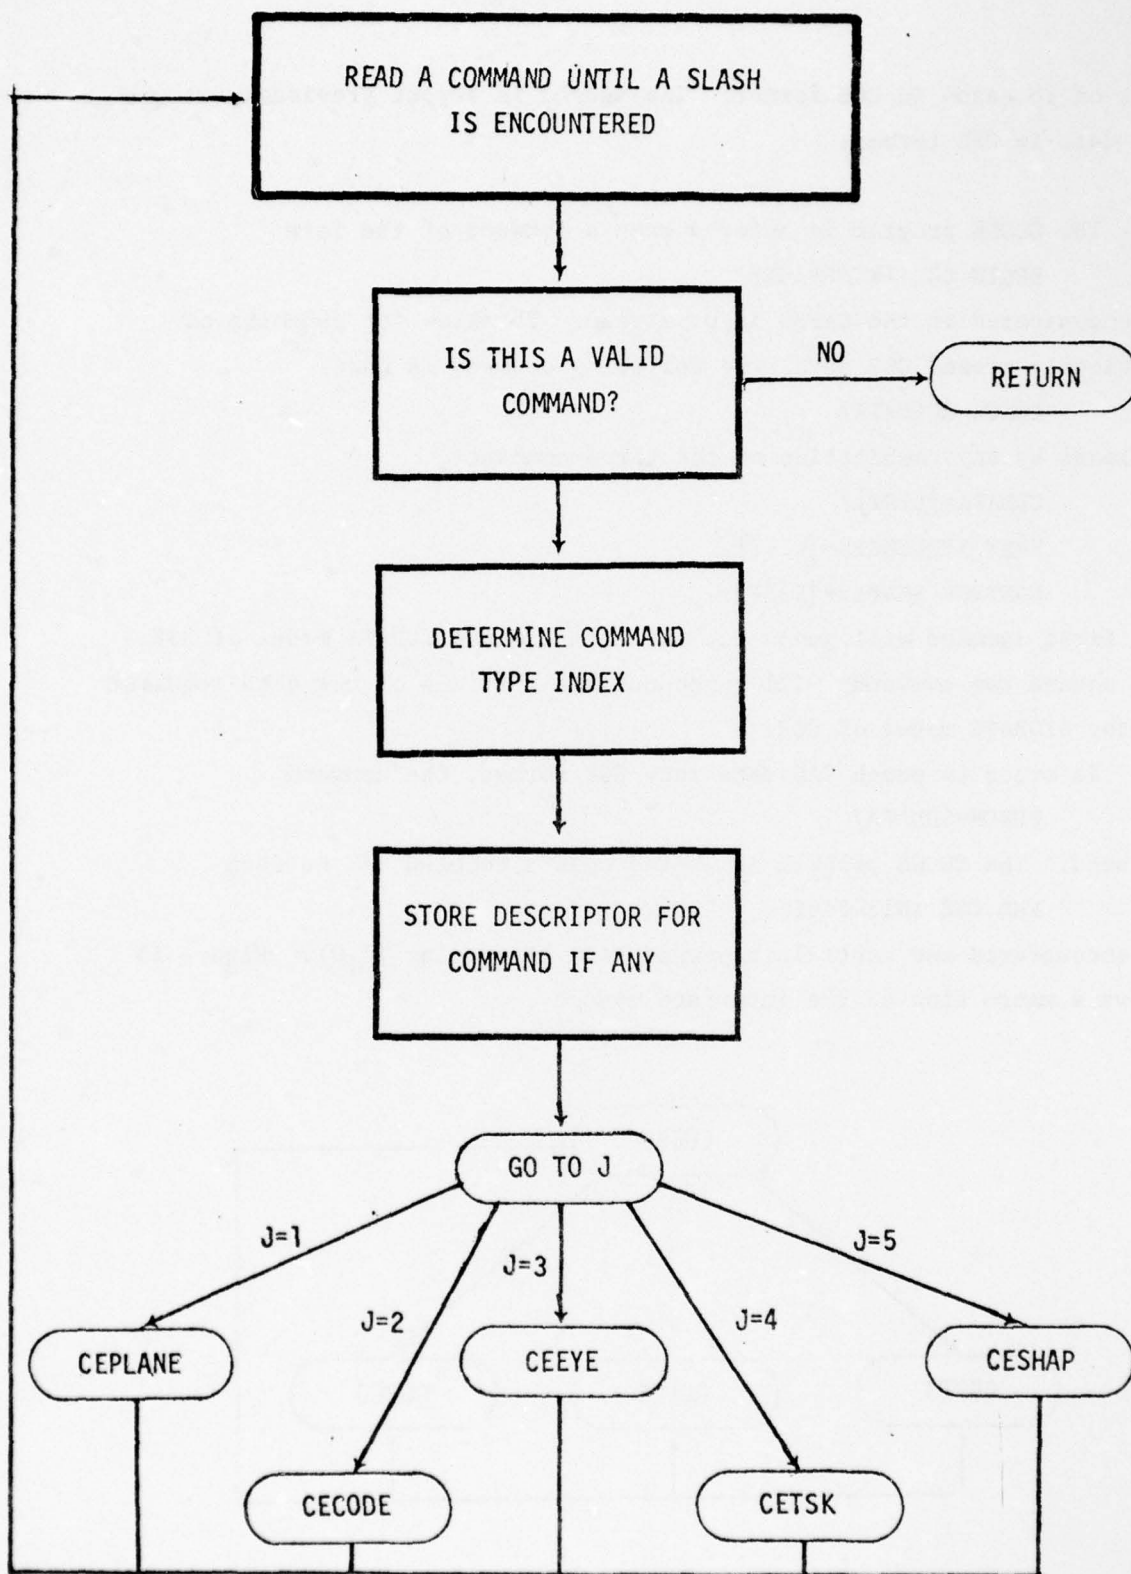 READ A COMMAND UNTIL A SLASH
IS ENCOUNTERED
IS THIS A VALID
COMMAND?
NO
RETURN
DETERMINE COMMAND
TYPE INDEX
STORE DESCRIPTOR FOR
COMMAND IF ANY
GO TO J
J=1
J=2
J=3
J=4
J=5
CEPLANE
CEEYE
CESHAP
CECODE
CETSK